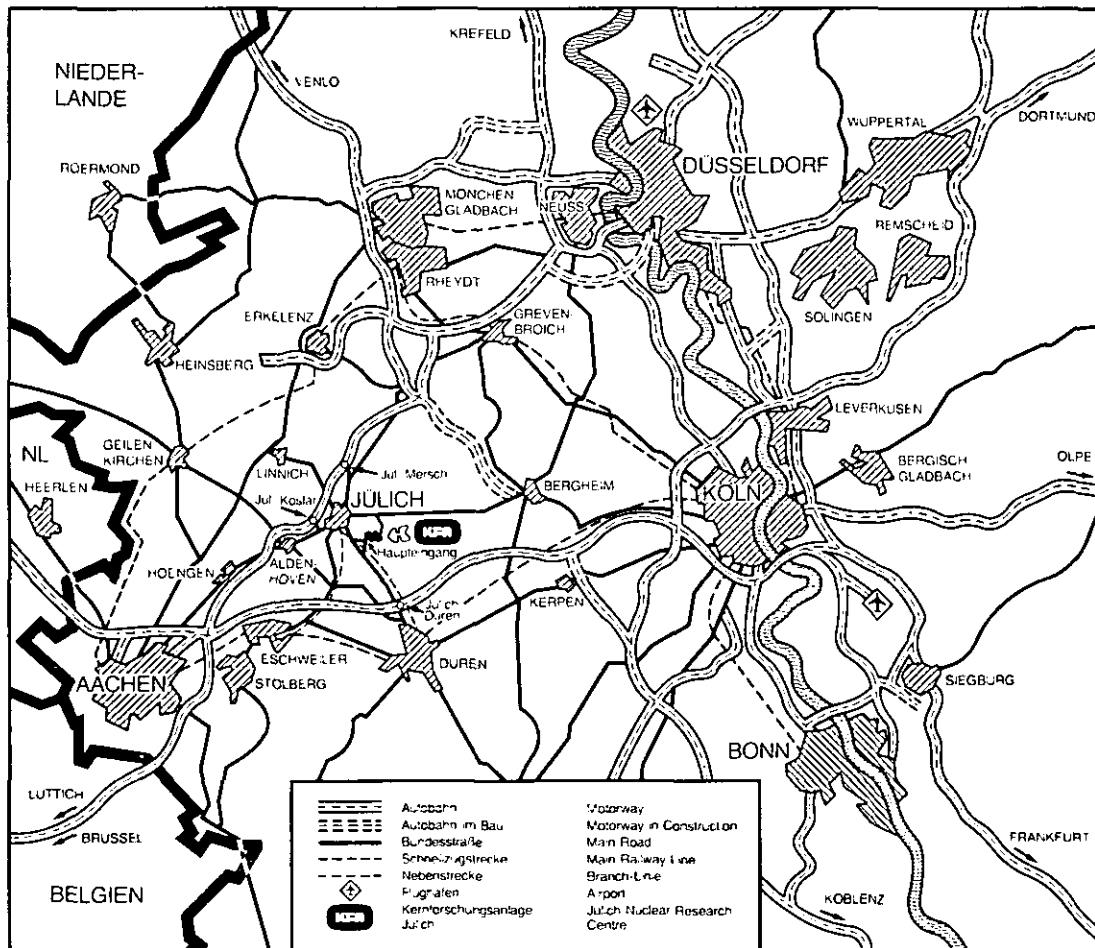 KREFELD
NIEDER-
LANDE
VENLO
DORTMUND
WUPPERTAL
DÜSSELDORF
ROERMOND
MÖNCHEN
GLADBACH
NEUSS
REMSCHEID
RHEYDT
ERKELENZ
GREVEN-
BROICH
SOLINGEN
HEINSBERG
LEVERKUSEN
GEILEN
KIRCHEN
NL
LINNICH
Jül. Mersch
BERGHEIM
BERGISCH
GLADBACH
OLPE
HEERLEN
Jül. Koslar
JÜLICH
KÖLN
KFA
Haupteingang
HOENGEN
ALDEN-
HOVEN
KERPEN
Jülich
Düren
ESCHWEILER
DÜREN
AACHEN
STOLBERG
SIEGBURG
BONN
LÜTTICH
BRÜSSEL
FRANKFURT
BELGIEN
KOBLENZ
Autobahn Motorway
Autobahn im Bau Motorway in Construction
Bundesstraße Main Road
Schnellzugstrecke Main Railway Line
Nebenstrecke Branch-Line
Flughafen Airport
KFA Kernforschungsanlage Jülich Nuclear Research
Jülich Centre